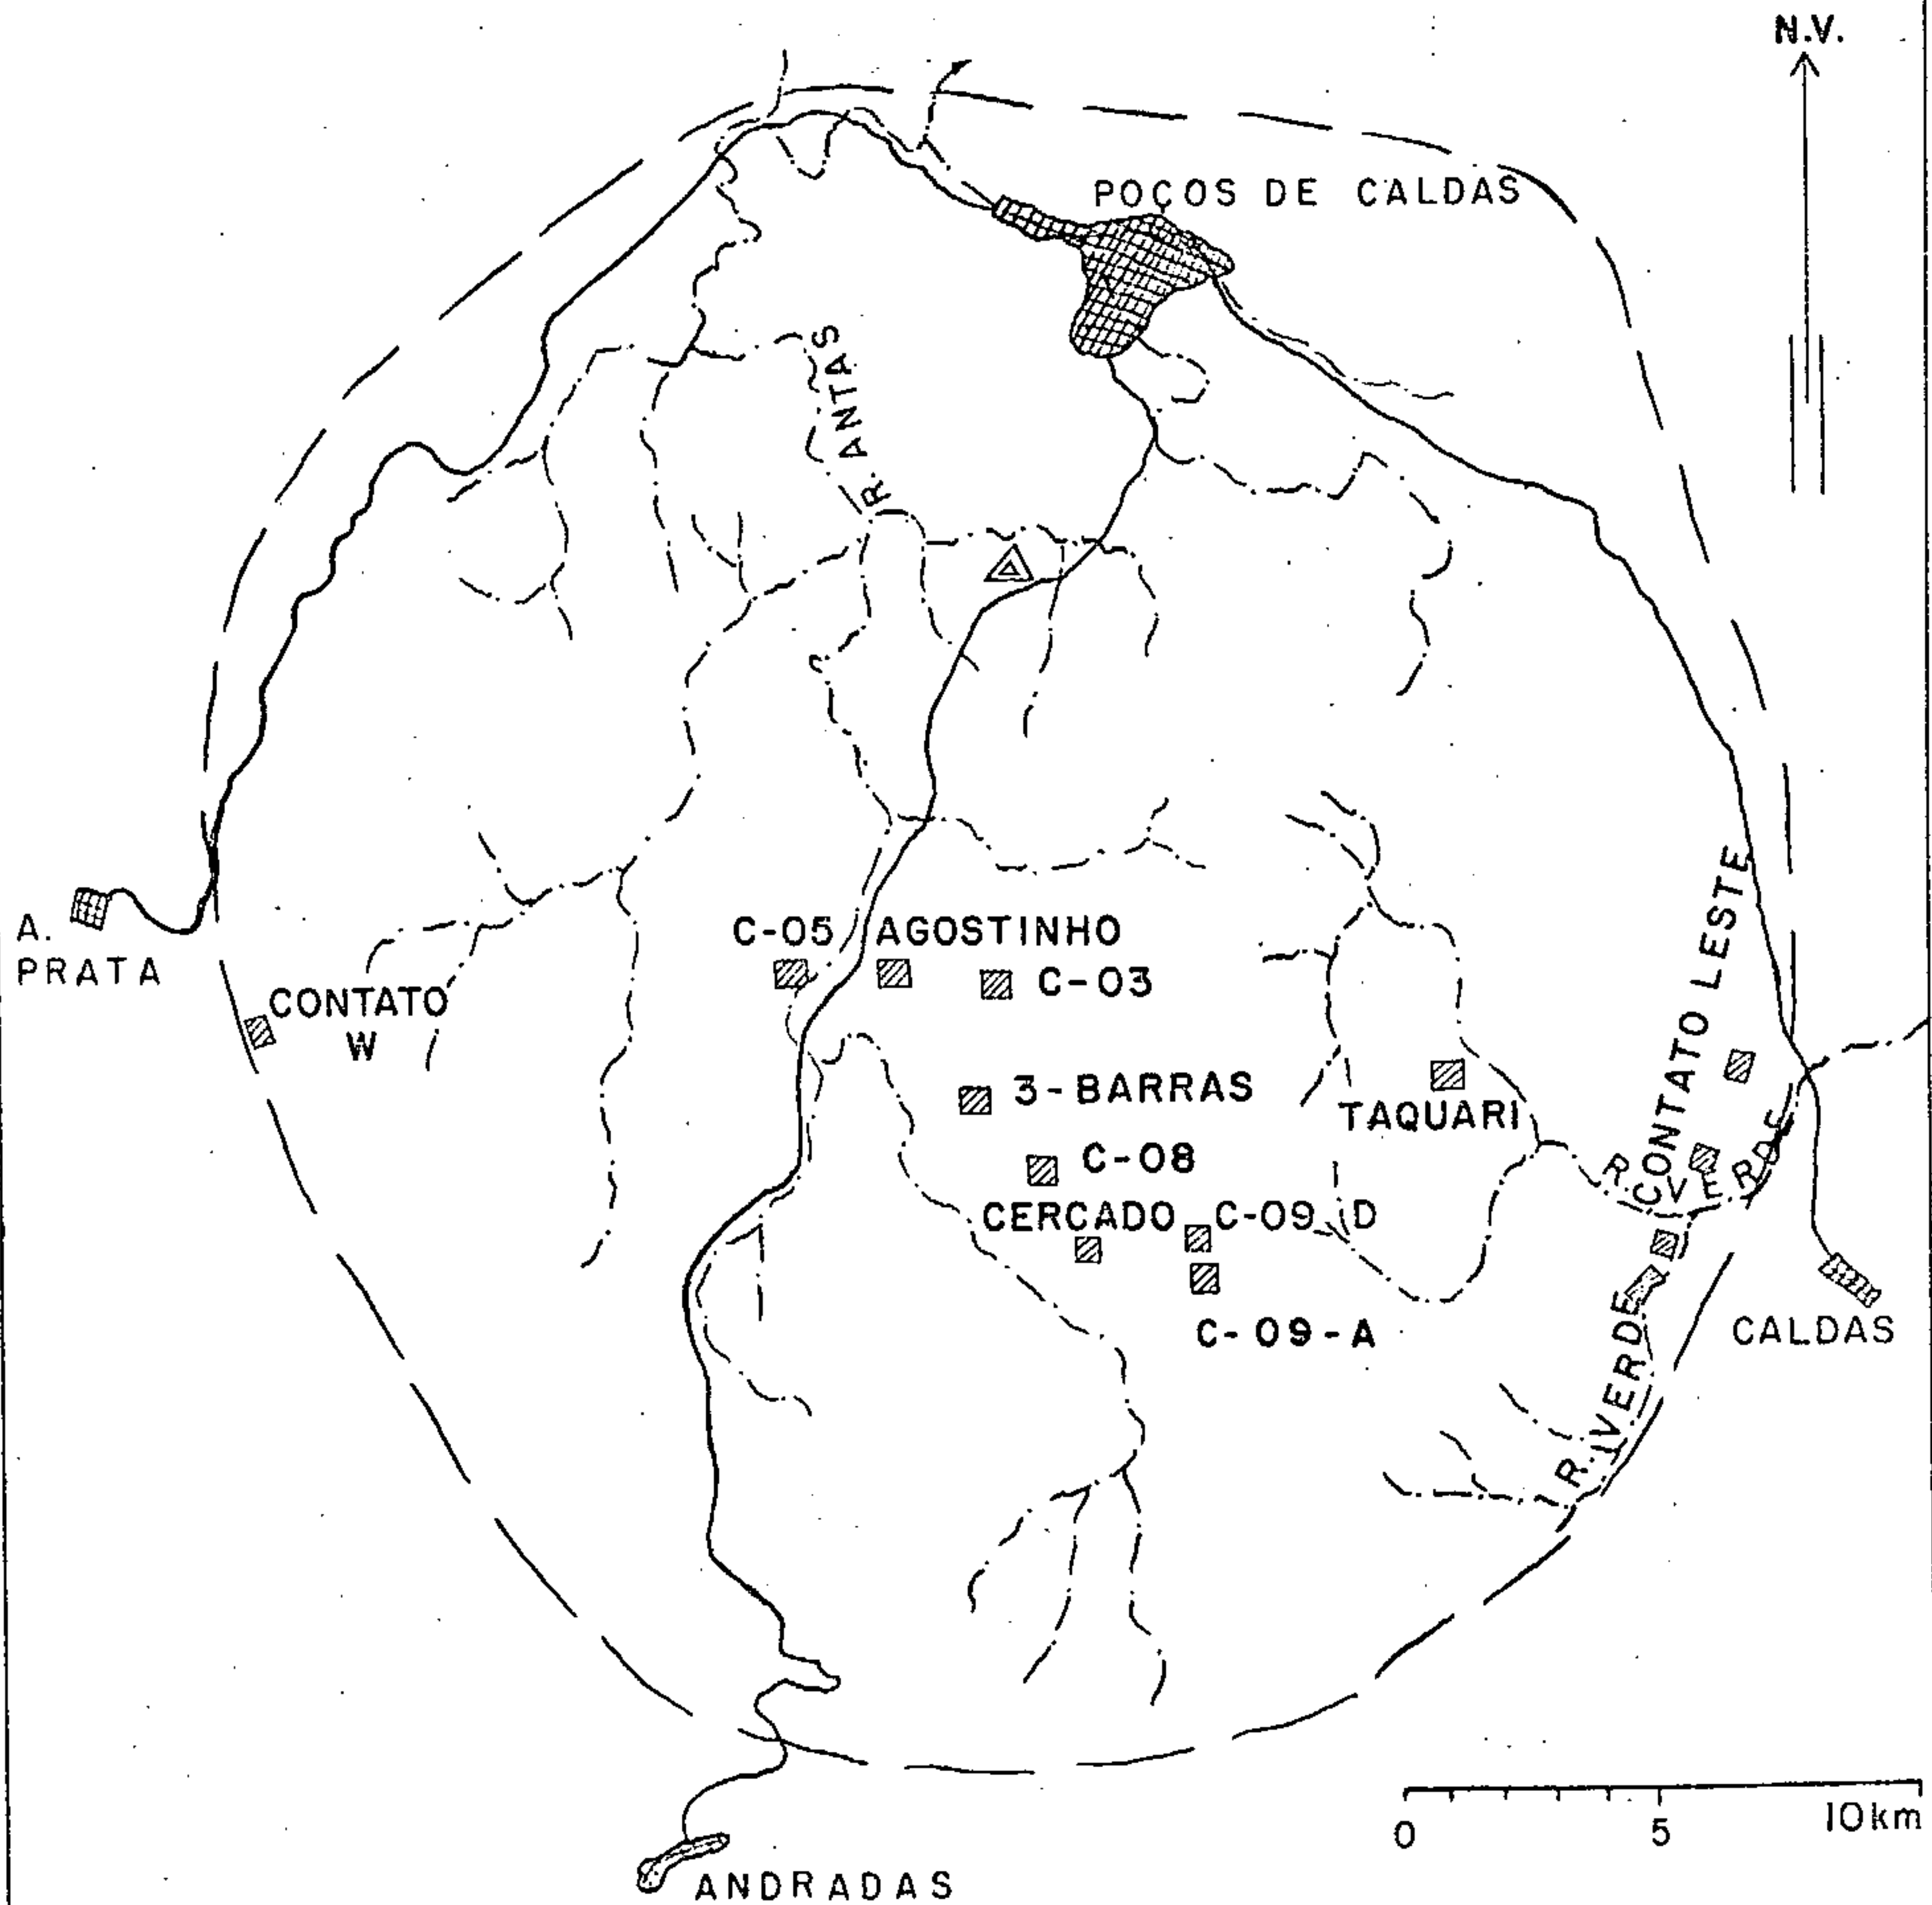 N.V.
POÇOS DE CALDAS
R. ANTAS
C-05 AGOSTINHO
C-03
A.
PRATA
CONTATO
W
3-BARRAS
TAQUARI
CONTATO LESTE
C-08
R. VERDE
CERCADO C-09 D
C-09-A
R. VERDE
CALDAS
0 5 10km
ANDRADAS